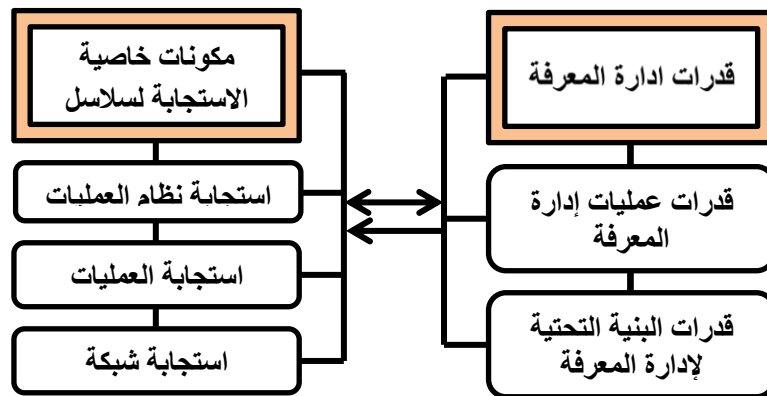 قدرات ادارة المعرفة
قدرات عمليات إدارة
المعرفة
قدرات البنية التحتية
لإدارة المعرفة
مكونات خاصية
الاستجابة لسلاسل
استجابة نظام العمليات
استجابة العمليات
استجابة شبكة